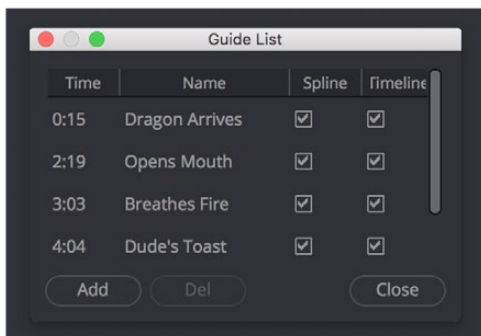 Guide List
Time Name Spline Timeline
0:15 Dragon Arrives
2:19 Opens Mouth
3:03 Breathes Fire
4:04 Dude's Toast
Add Del Close